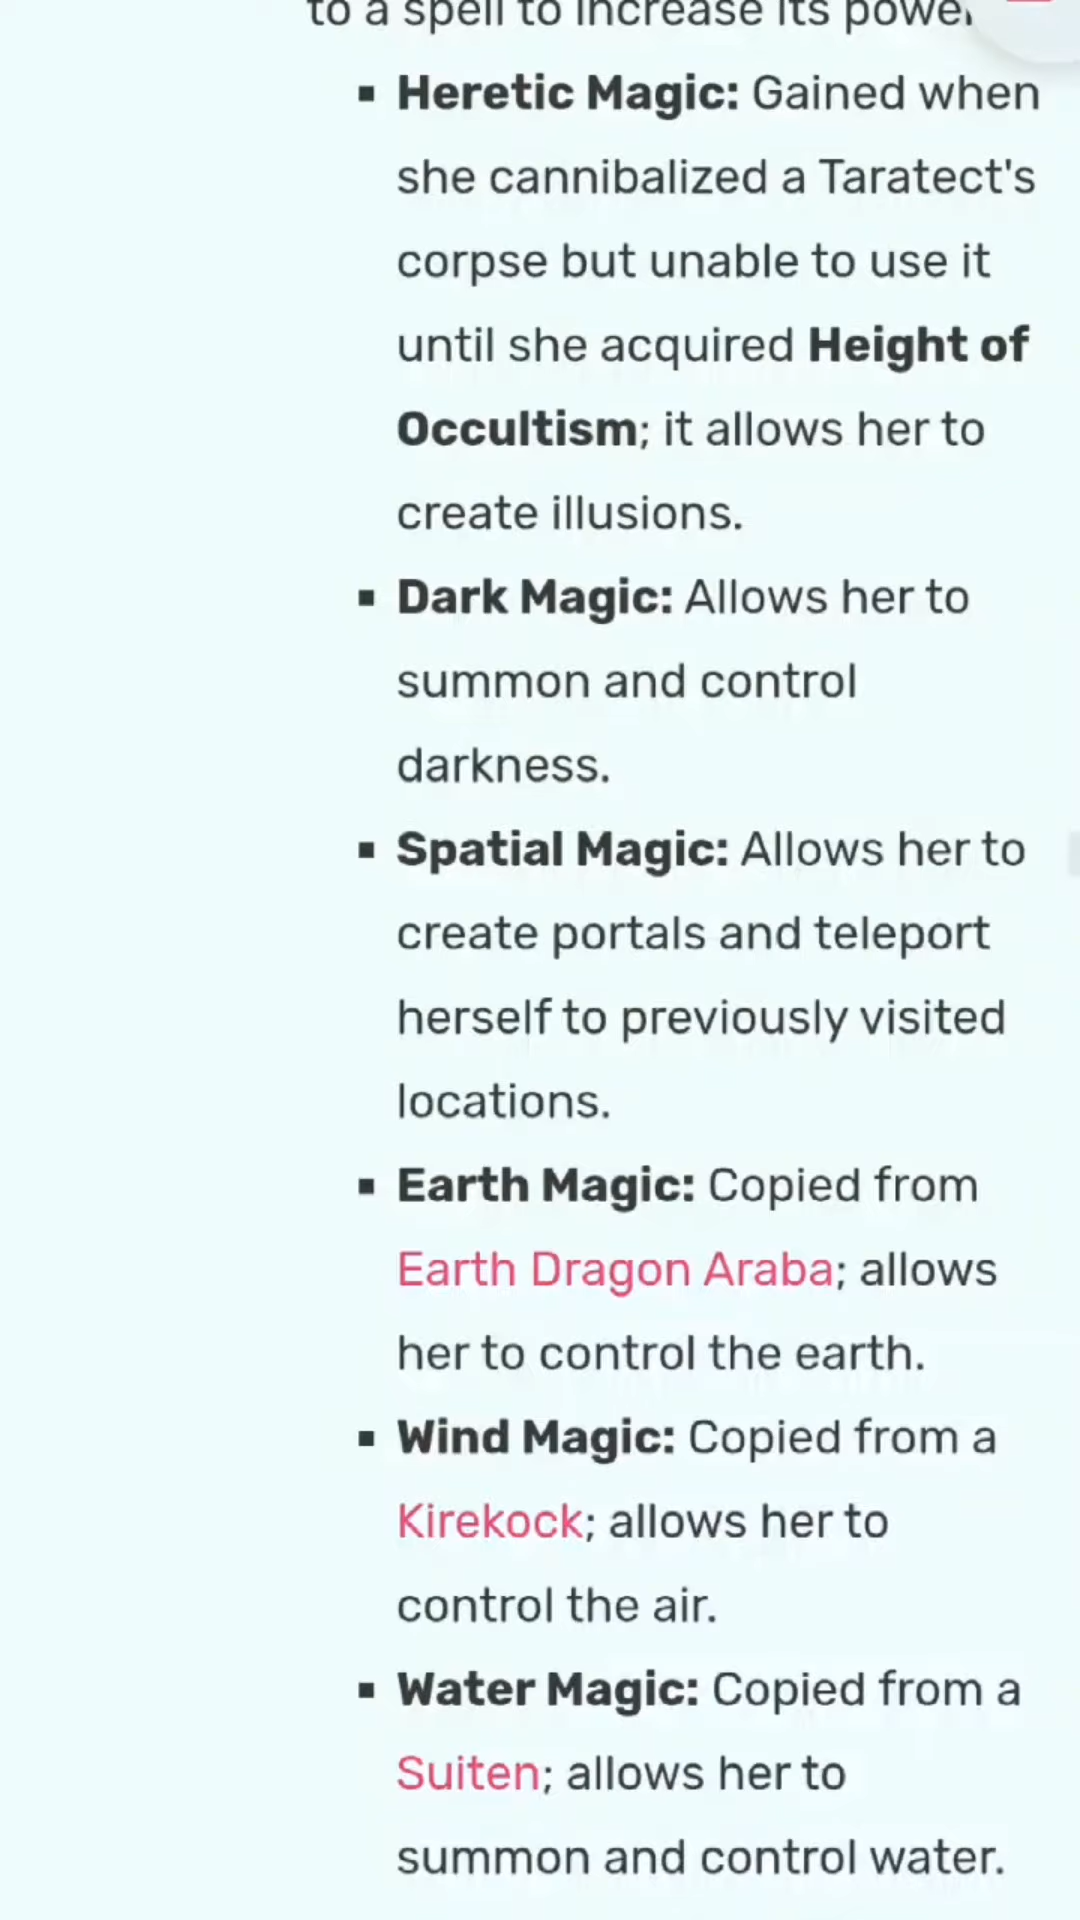 to a spell to increase its power
▪ Heretic Magic: Gained when
she cannibalized a Taratect's
corpse but unable to use it
until she acquired Height of
Occultism; it allows her to
create illusions.
▪ Dark Magic: Allows her to
summon and control
darkness.
▪ Spatial Magic: Allows her to
create portals and teleport
herself to previously visited
locations.
▪ Earth Magic: Copied from
Earth Dragon Araba; allows
her to control the earth.
▪ Wind Magic: Copied from a
Kirekock; allows her to
control the air.
▪ Water Magic: Copied from a
Suiten; allows her to
summon and control water.